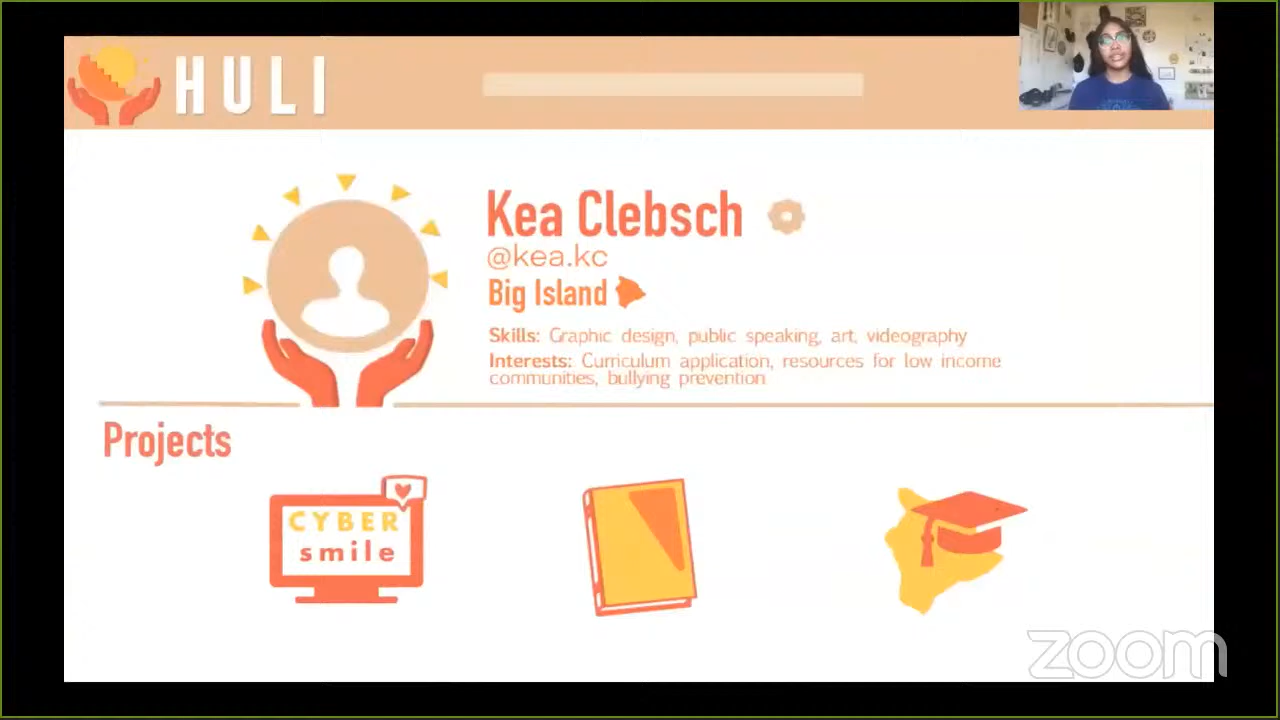 HULI
Kea Clebsch
@kea.kc
Big Island
Skills: Graphic design, public speaking, art, videography
Interests: Curriculum application, resources for low income
communities, bullying prevention
Projects
CYBER
smile
zoom